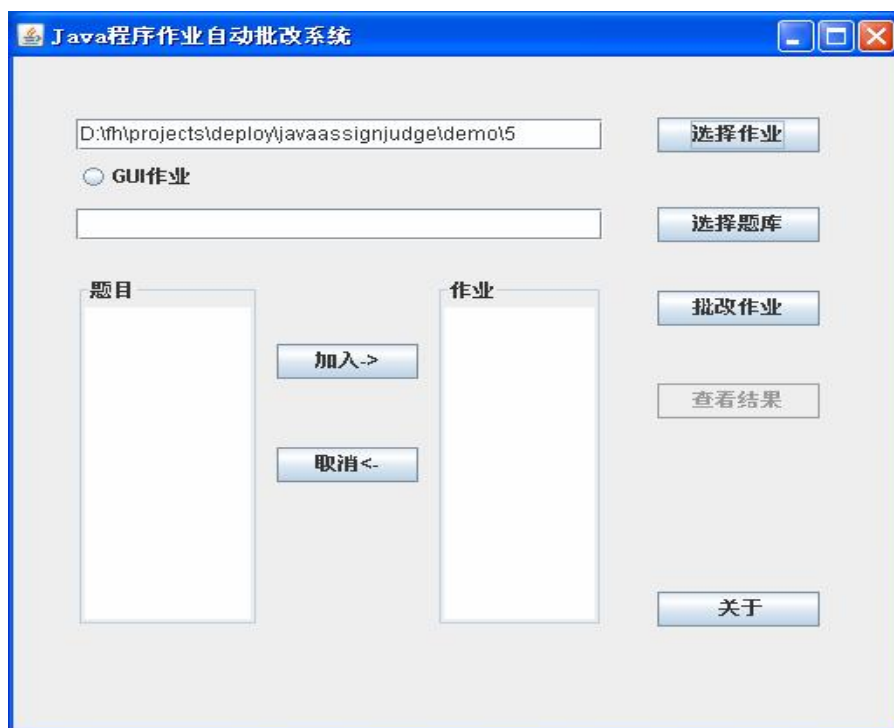 Java程序作业自动批改系统
D:\fh\projects\deploy\javaassignjudge\demo\5
选择作业
GUI作业
选择题库
题目
作业
批改作业
加入->
查看结果
取消<-
关于